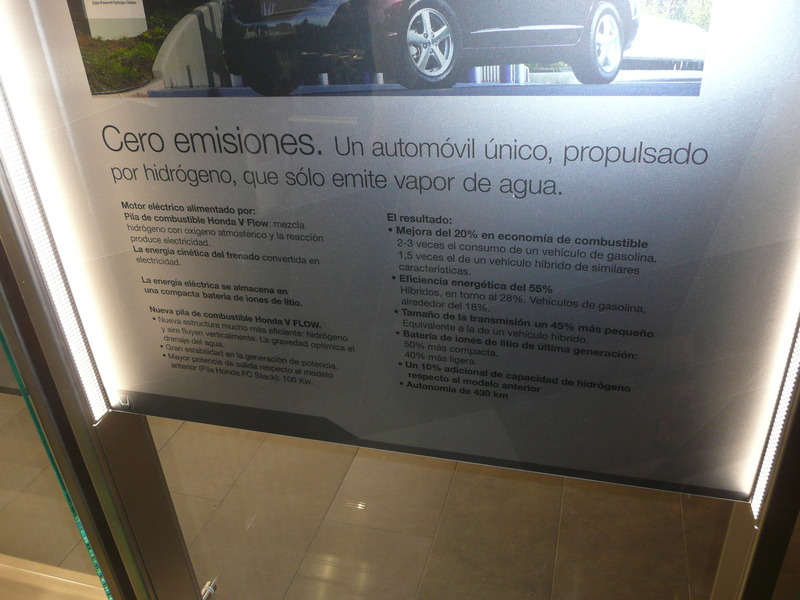 Solar-Powered Hydrogen Station
Cero emisiones. Un automóvil único, propulsado
por hidrógeno, que sólo emite vapor de agua.
Motor eléctrico alimentado por:
Pila de combustible Honda V Flow: mezcla
hidrógeno con oxígeno atmostérico y la reacción
produce electricidad.
La energía cinética del frenado convertida en
electricidad.
La energía eléctrica se almacena en
una compacta batería de iones de litio.
Nueva pila de combustible Honda V FLOW.
• Nueva estructura mucho más eficiente: hidrógeno
y aire fluyen verticalmente. La gravedad optimiza el
drenaje del agua.
• Gran estabilidad en la generación de potencia.
• Mayor potencia de salida respecto al modelo
anterior (Pila Honda FC Stack): 100 Kw.
El resultado:
• Mejora del 20% en economía de combustible
2-3 veces el consumo de un vehículo de gasolina.
1,5 veces el de un vehículo híbrido de similares
características.
• Eficiencia energética del 55%
Híbridos, en torno al 28%. Vehículos de gasolina,
alrededor del 18%.
• Tamaño de la transmisión un 45% más pequeño
Equivalente a la de un vehículo híbrido.
• Batería de iones de litio de última generación:
50% más compacta.
40% más ligera.
• Un 10% adicional de capacidad de hidrógeno
respecto al modelo anterior
• Autonomía de 430 km